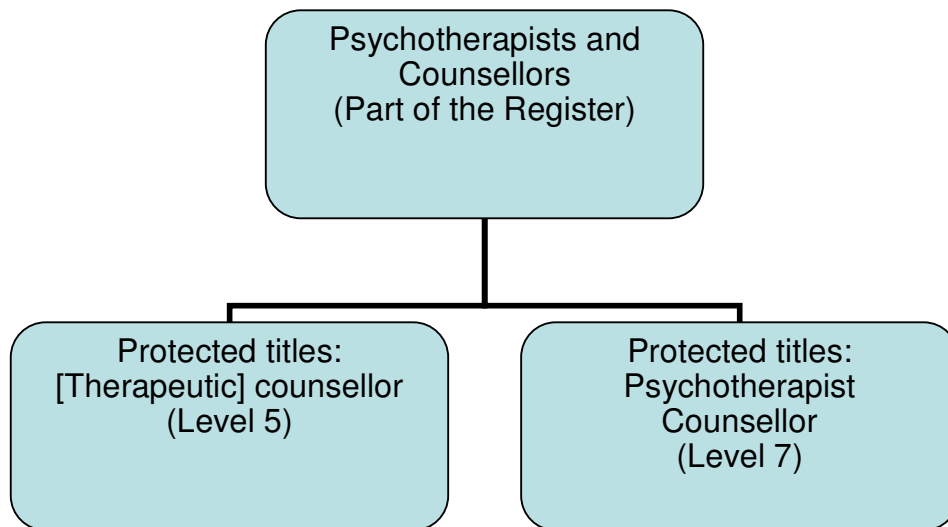 Psychotherapists and
Counsellors
(Part of the Register)
Protected titles:
[Therapeutic] counsellor
(Level 5)
Protected titles:
Psychotherapist
Counsellor
(Level 7)